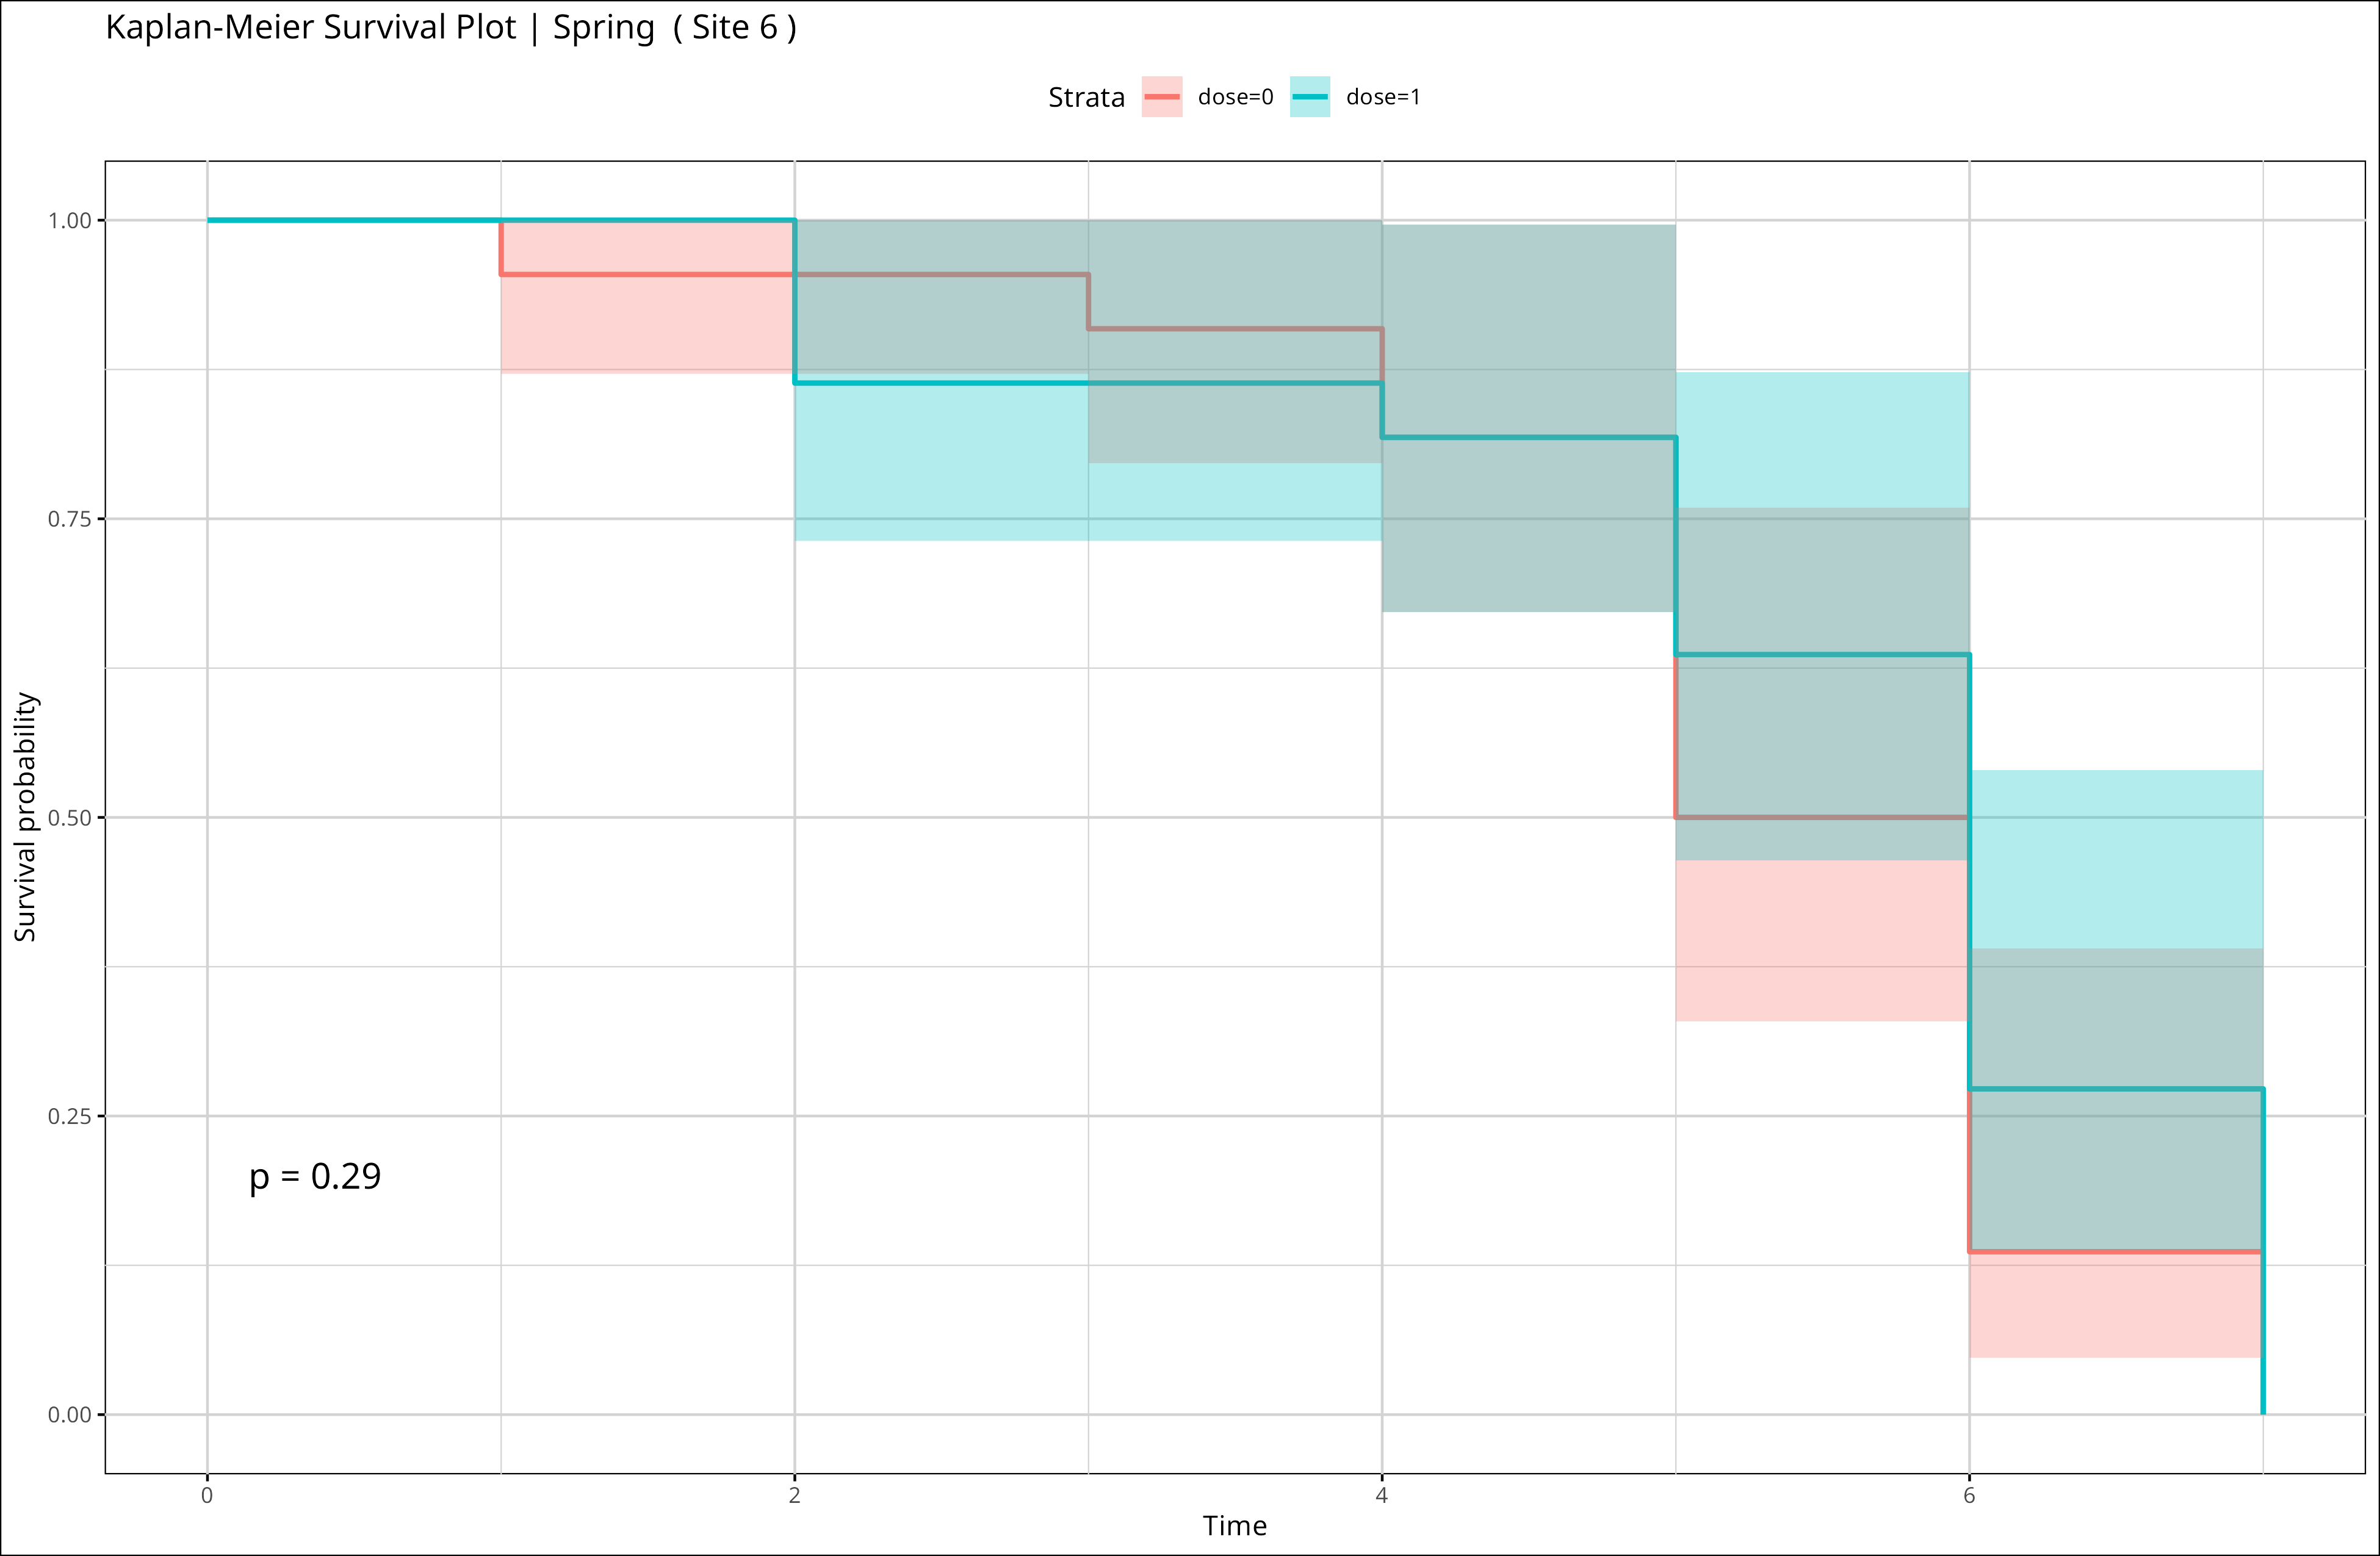 Kaplan-Meier Survival Plot | Spring  ( Site 6 )
Strata dose=0 dose=1
Survival probability
1.00
0.75
0.50
0.25
0.00
p = 0.29
0 2 4 6
Time